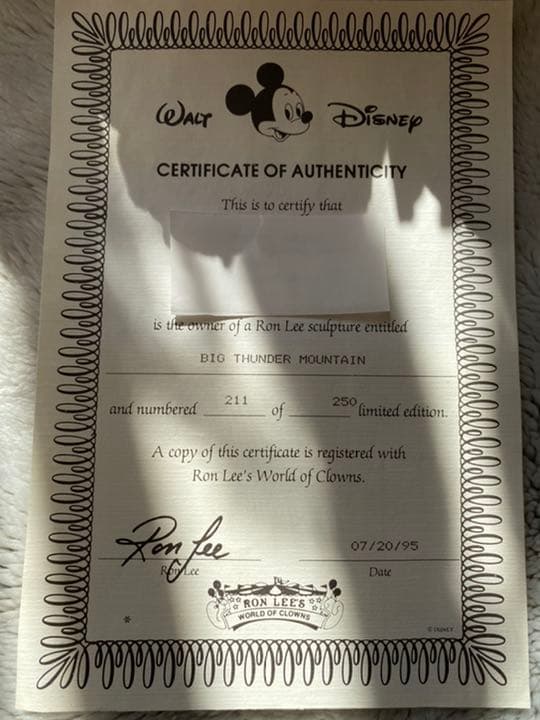 WALT DISNEY
CERTIFICATE OF AUTHENTICITY
This is to certify that
is the owner of a Ron Lee sculpture entitled
BIG THUNDER MOUNTAIN
and numbered 211 of 250 limited edition.
A copy of this certificate is registered with
Ron Lee's World of Clowns.
Ron Lee
07/20/95
Ron Lee
Date
RON LEE'S
WORLD OF CLOWNS
*
© DISNEY